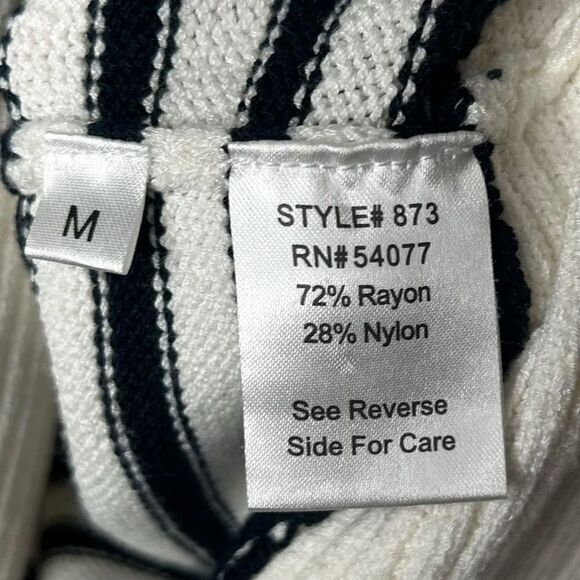 M
STYLE# 873
RN# 54077
72% Rayon
28% Nylon
See Reverse
Side For Care